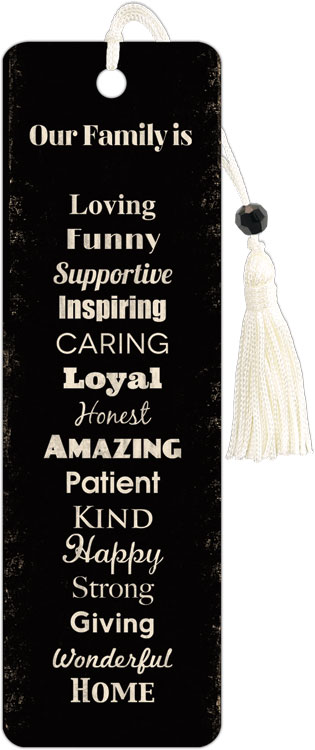 Our Family is
Loving
Funny
Supportive
Inspiring
CARING
Loyal
Honest
AMAZING
Patient
KIND
Happy
Strong
Giving
Wonderful
HOME